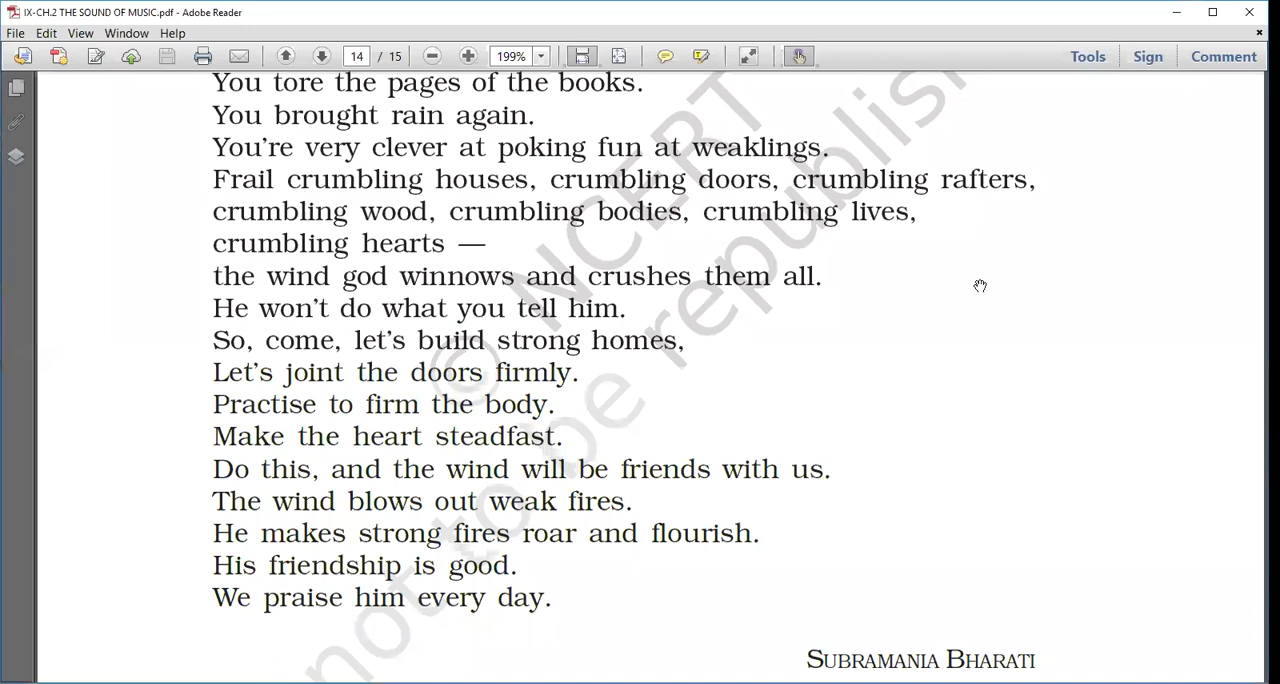 IX-CH.2 THE SOUND OF MUSIC.pdf - Adobe Reader
File Edit View Window Help
14 / 15 199% Tools Sign Comment
You tore the pages of the books.
You brought rain again.
You're very clever at poking fun at weaklings.
Frail crumbling houses, crumbling doors, crumbling rafters,
crumbling wood, crumbling bodies, crumbling lives,
crumbling hearts —
the wind god winnows and crushes them all.
He won't do what you tell him.
So, come, let's build strong homes,
Let's joint the doors firmly.
Practise to firm the body.
Make the heart steadfast.
Do this, and the wind will be friends with us.
The wind blows out weak fires.
He makes strong fires roar and flourish.
His friendship is good.
We praise him every day.
SUBRAMANIA BHARATI
© NCERT
not to be republish